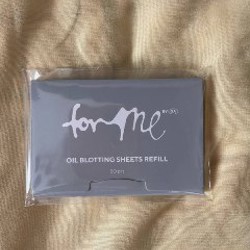 for me
OIL BLOTTING SHEETS REFILL